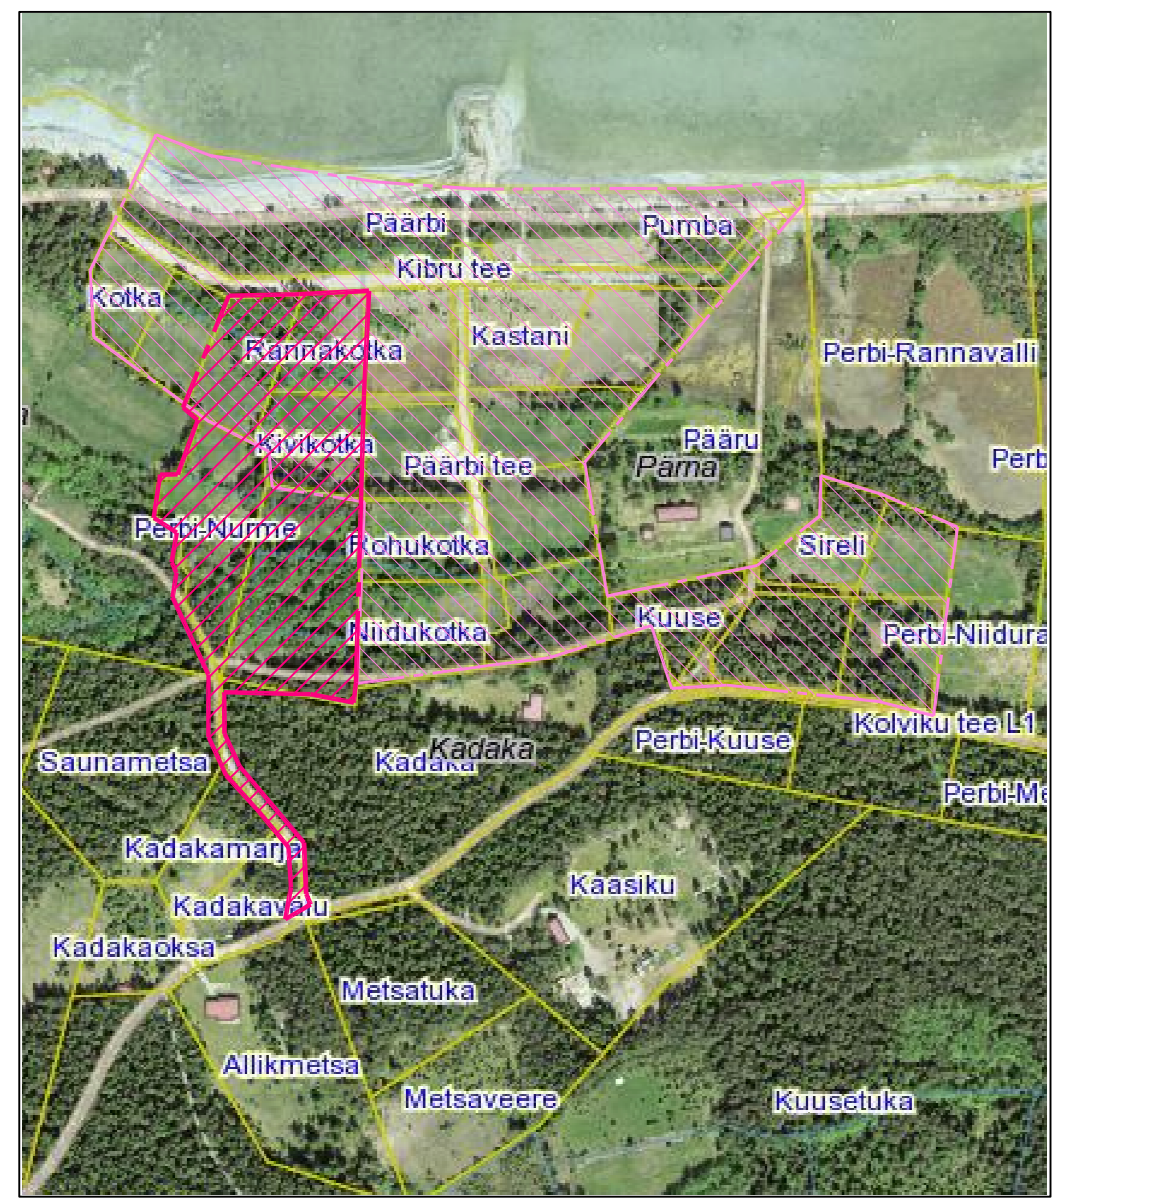 Päärbi
Pumba
Kibru tee
Kotka
Kastani
Rannakotka
Perbi-Rannavalli
Kivikotka
Pääru
Päärbi tee
Pärna
Perb
Perbi-Nurme
Rohukotka
Sireli
Niidukotka
Kuuse
Perbi-Niidura
Kolviku tee L1
Perbi-Kuuse
Saunametsa
Kadaka
Kadaka
Perbi-Me
Kadakamarja
Kaasiku
Kadakavälu
Kadakaoksa
Metsatuka
Allikmetsa
Metsaveere
Kuusetuka